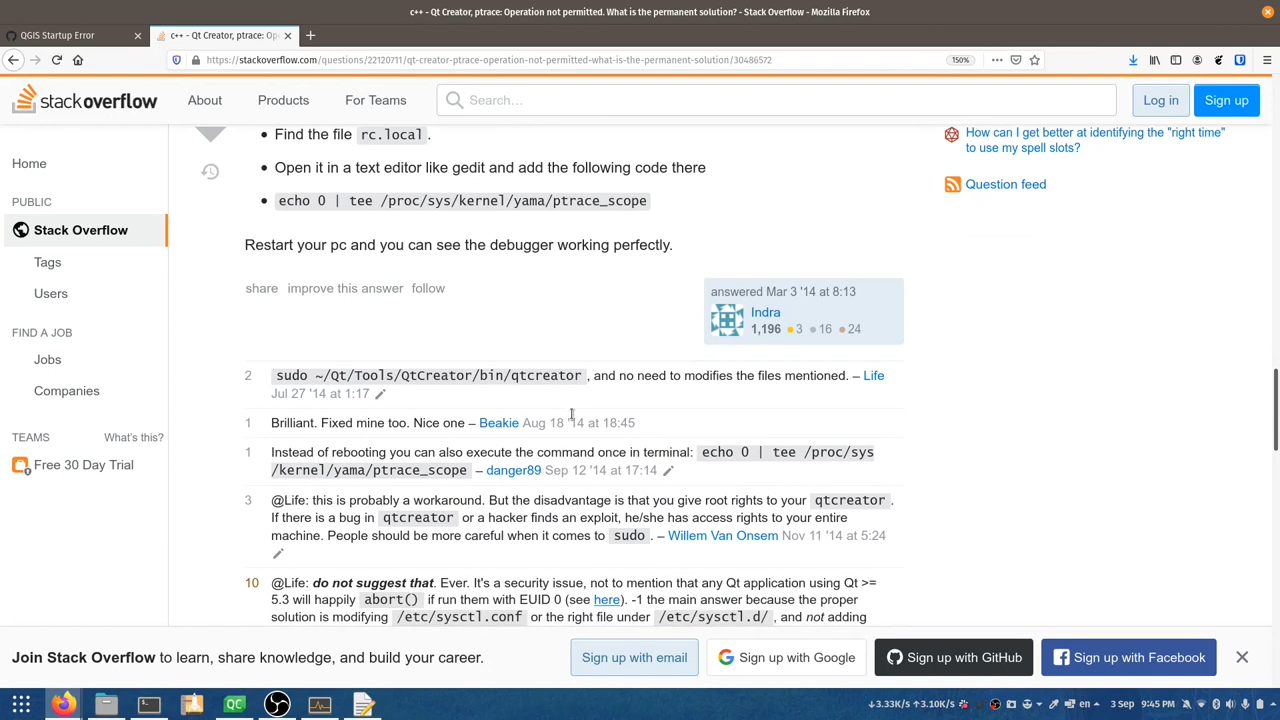 c++ - Qt Creator, ptrace: Operation not permitted. What is the permanent solution? - Stack Overflow - Mozilla Firefox
QGIS Startup Error
c++ - Qt Creator, ptrace: Op
https://stackoverflow.com/questions/22120711/qt-creator-ptrace-operation-not-permitted-what-is-the-permanent-solution/30486572
150%
stackoverflow
About
Products
For Teams
Search...
Log in
Sign up
Home
PUBLIC
Stack Overflow
Tags
Users
FIND A JOB
Jobs
Companies
TEAMS
What's this?
Free 30 Day Trial
Find the file rc.local.
Open it in a text editor like gedit and add the following code there
echo 0 | tee /proc/sys/kernel/yama/ptrace_scope
Restart your pc and you can see the debugger working perfectly.
share improve this answer follow
answered Mar 3 '14 at 8:13
Indra
1,196 3 16 24
2 sudo ~/Qt/Tools/QtCreator/bin/qtcreator , and no need to modifies the files mentioned. – Life
Jul 27 '14 at 1:17
1 Brilliant. Fixed mine too. Nice one – Beakie Aug 18 '14 at 18:45
1 Instead of rebooting you can also execute the command once in terminal: echo 0 | tee /proc/sys
/kernel/yama/ptrace_scope – danger89 Sep 12 '14 at 17:14
3 @Life: this is probably a workaround. But the disadvantage is that you give root rights to your qtcreator .
If there is a bug in qtcreator or a hacker finds an exploit, he/she has access rights to your entire
machine. People should be more careful when it comes to sudo . – Willem Van Onsem Nov 11 '14 at 5:24
10 @Life: do not suggest that. Ever. It's a security issue, not to mention that any Qt application using Qt >=
5.3 will happily abort() if run them with EUID 0 (see here). -1 the main answer because the proper
solution is modifying /etc/sysctl.conf or the right file under /etc/sysctl.d/ , and not adding
How can I get better at identifying the "right time"
to use my spell slots?
Question feed
Join Stack Overflow to learn, share knowledge, and build your career.
Sign up with email
Sign up with Google
Sign up with GitHub
Sign up with Facebook
QC
↓3.33K/s ↑3.10K/s
en
3 Sep 9:45 PM